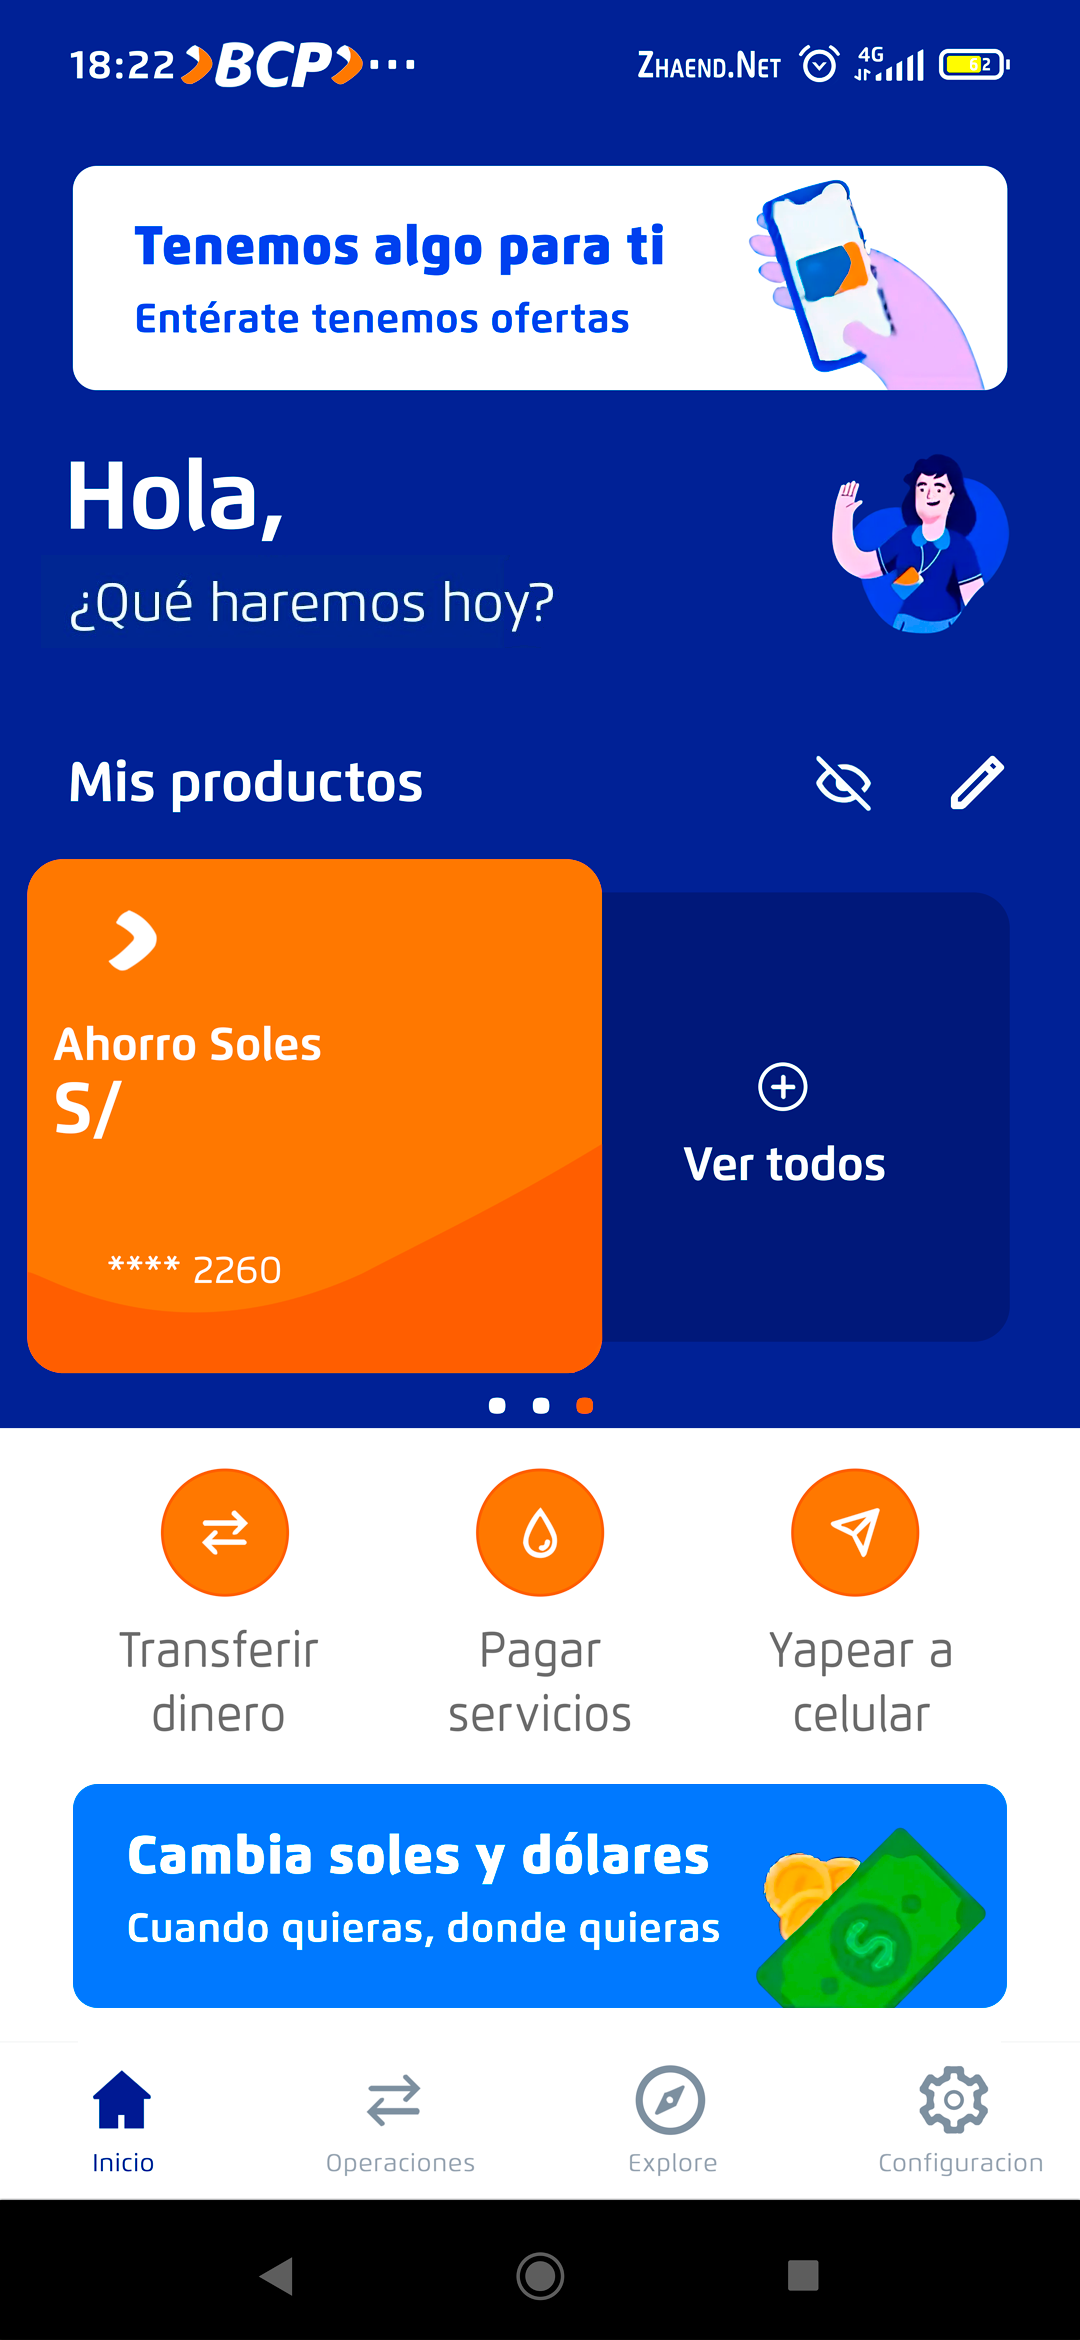 18:22 BCP ...
Zhaend.Net 4G 62
Tenemos algo para ti
Entérate tenemos ofertas
Hola,
¿Qué haremos hoy?
Mis productos
Ahorro Soles
S/
**** 2260
Ver todos
Transferir
dinero
Pagar
servicios
Yapear a
celular
Cambia soles y dólares
Cuando quieras, donde quieras
$
Inicio
Operaciones
Explore
Configuracion